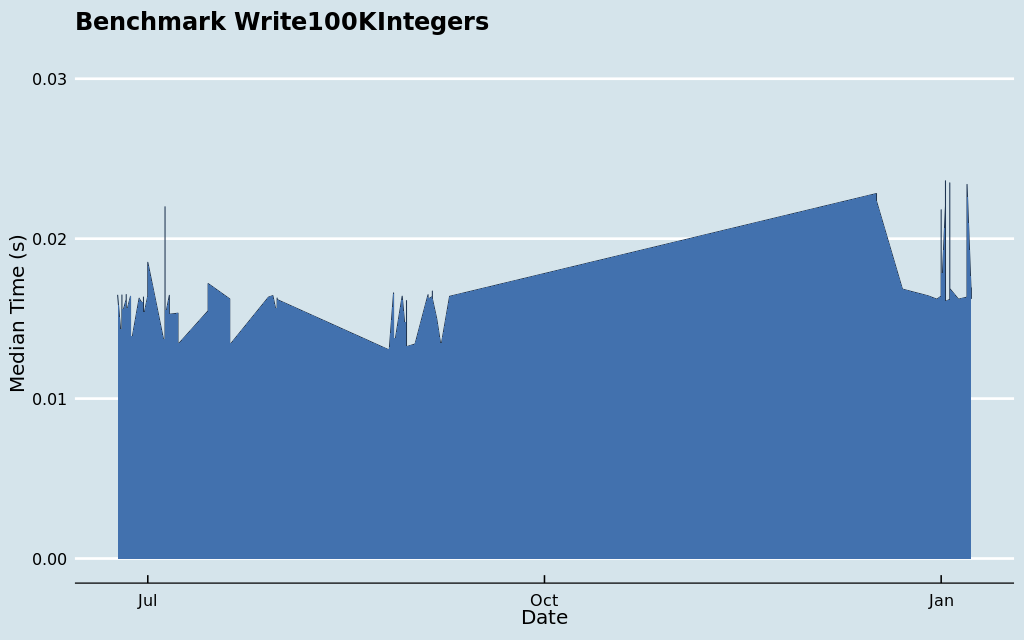 Benchmark Write100KIntegers
Median Time (s)
0.03
0.02
0.01
0.00
Jul
Oct
Jan
Date